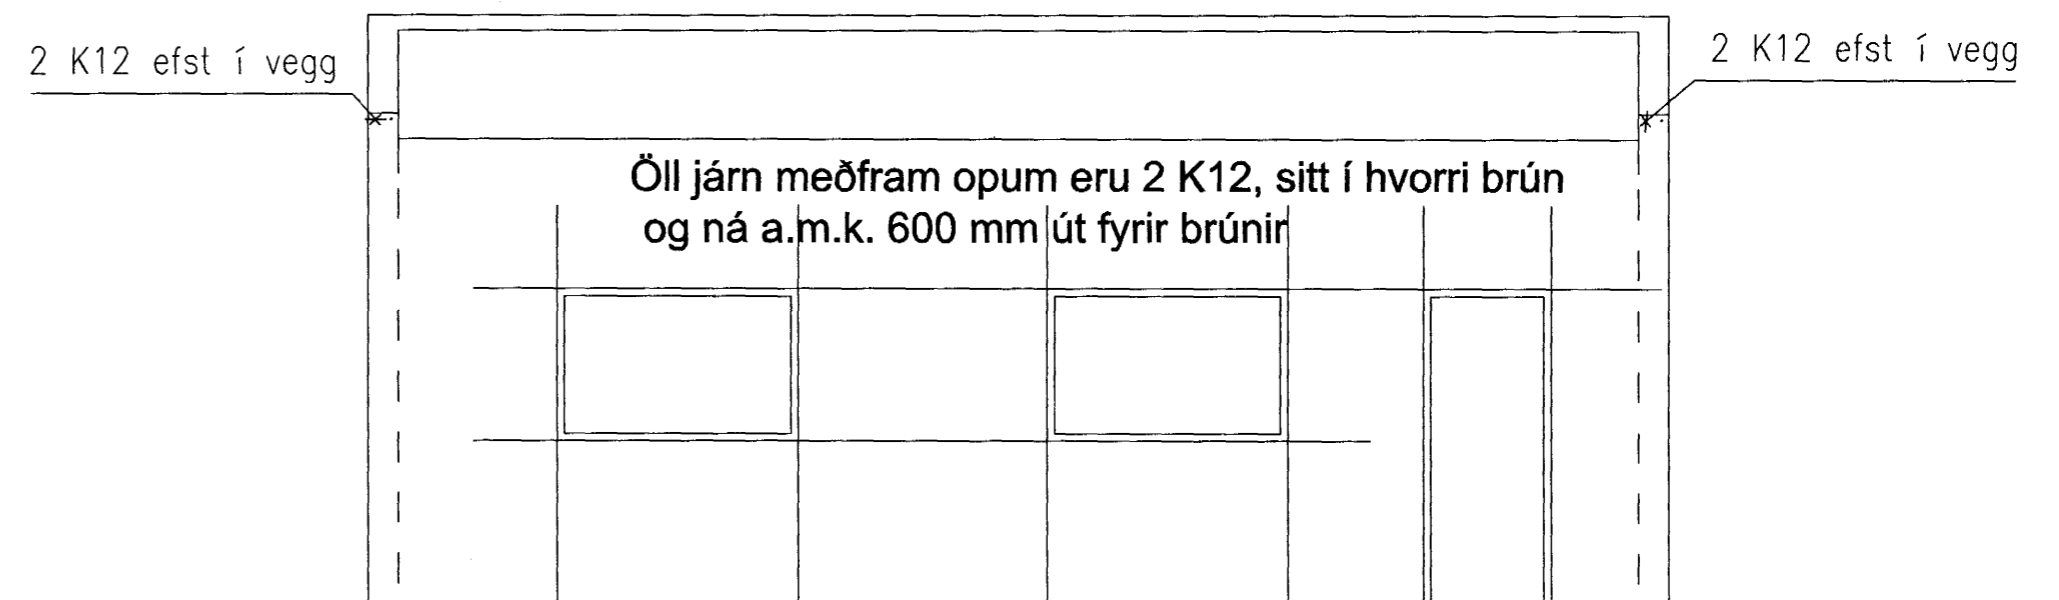 2 K12 efst í vegg
2 K12 efst í vegg
Öll járn meðfram opum eru 2 K12, sitt í hvorri brún
og ná a.m.k. 600 mm út fyrir brúnir